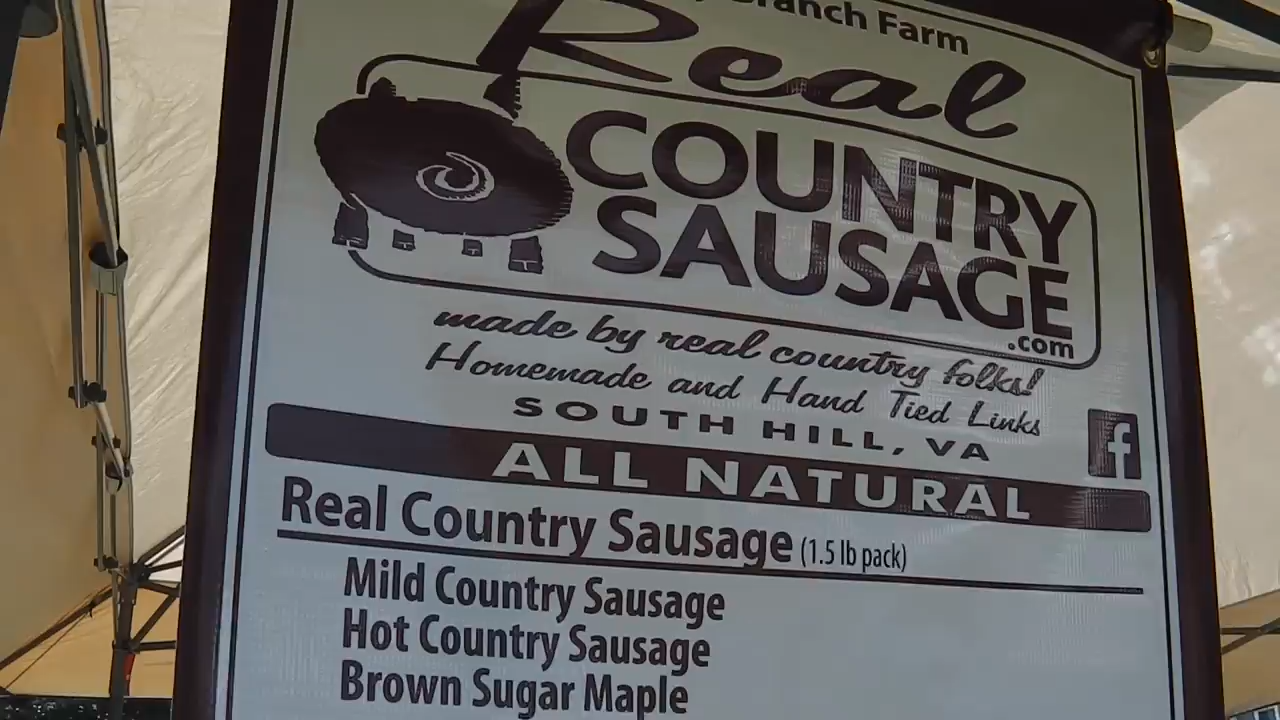 Branch Farm
Real
COUNTRY
SAUSAGE
.com
made by real country folks!
Homemade and Hand Tied Links
SOUTH HILL, VA
f
ALL NATURAL
Real Country Sausage (1.5 lb pack)
Mild Country Sausage
Hot Country Sausage
Brown Sugar Maple